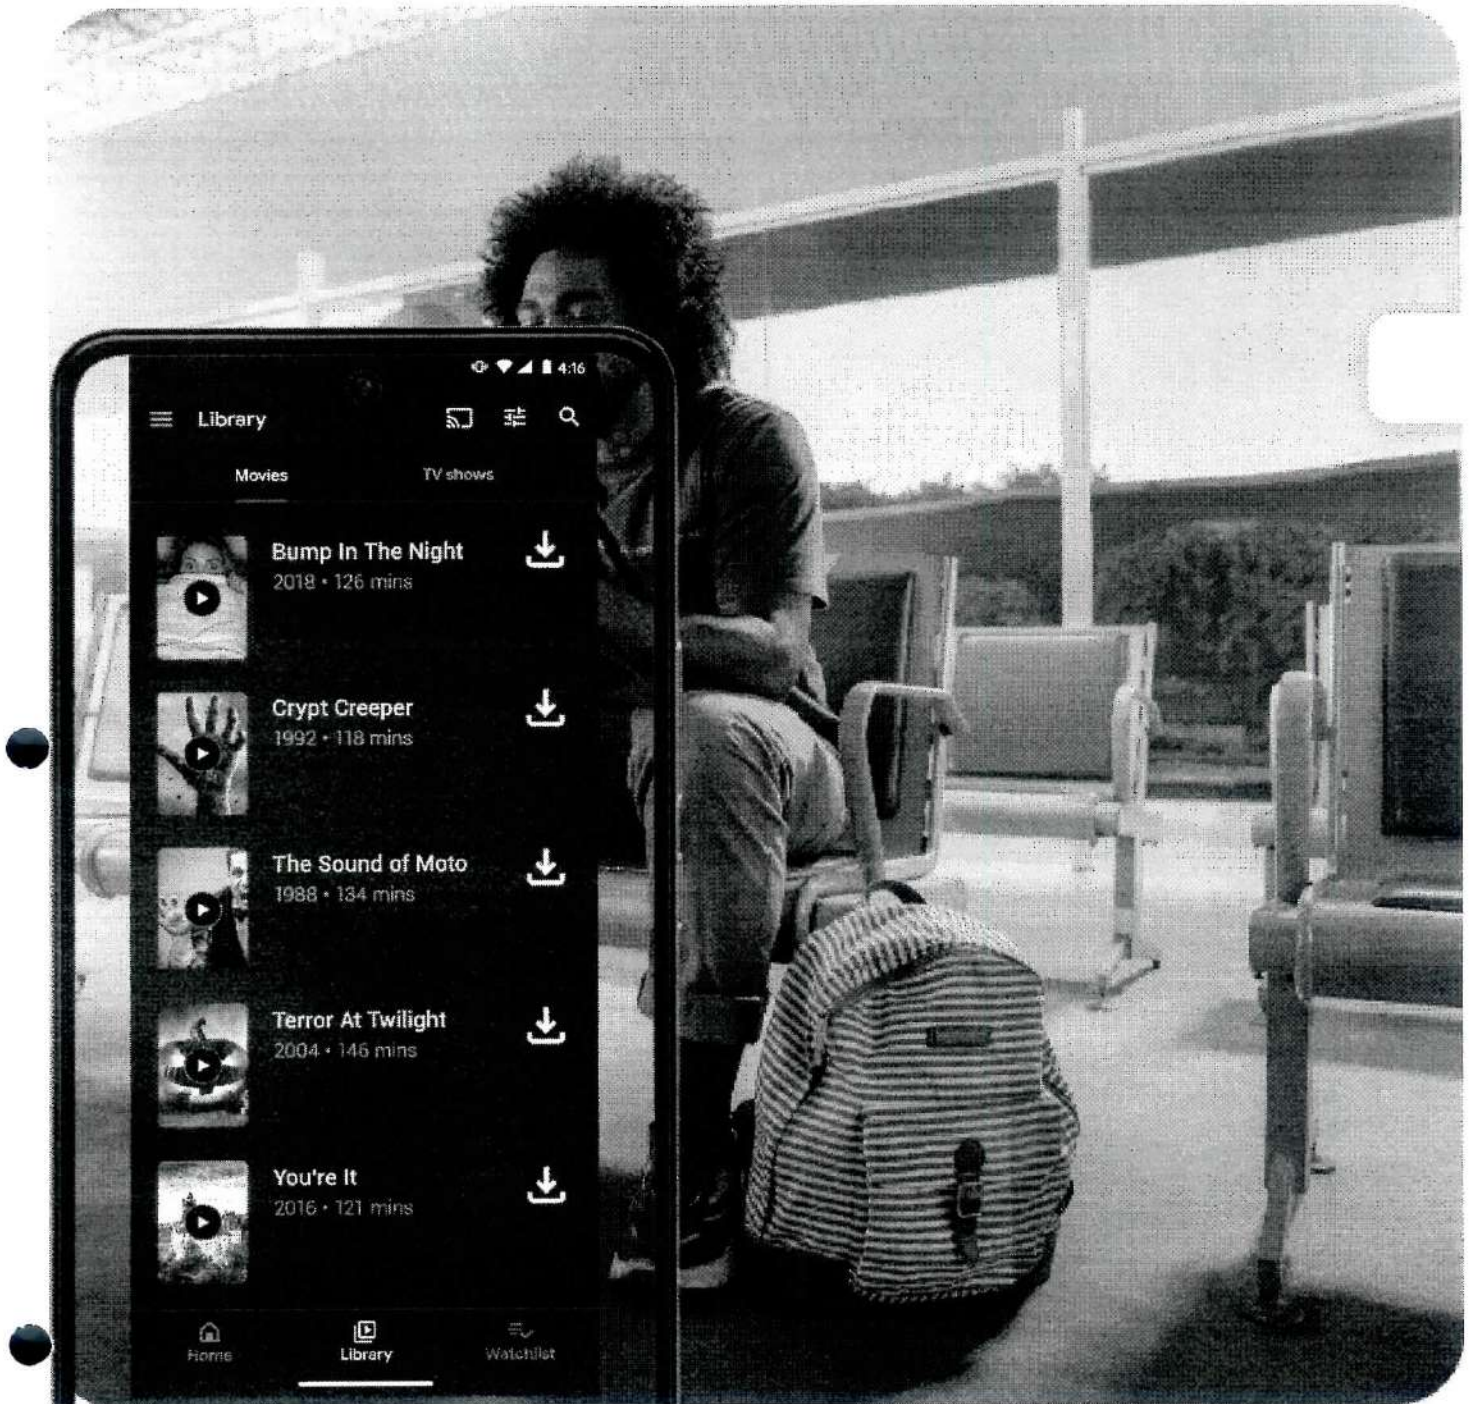 4:16
Library
Movies TV shows
Bump In The Night
2018 • 126 mins
Crypt Creeper
1992 • 118 mins
The Sound of Moto
1988 • 134 mins
Terror At Twilight
2004 • 146 mins
You're It
2016 • 121 mins
Home Library Watchlist